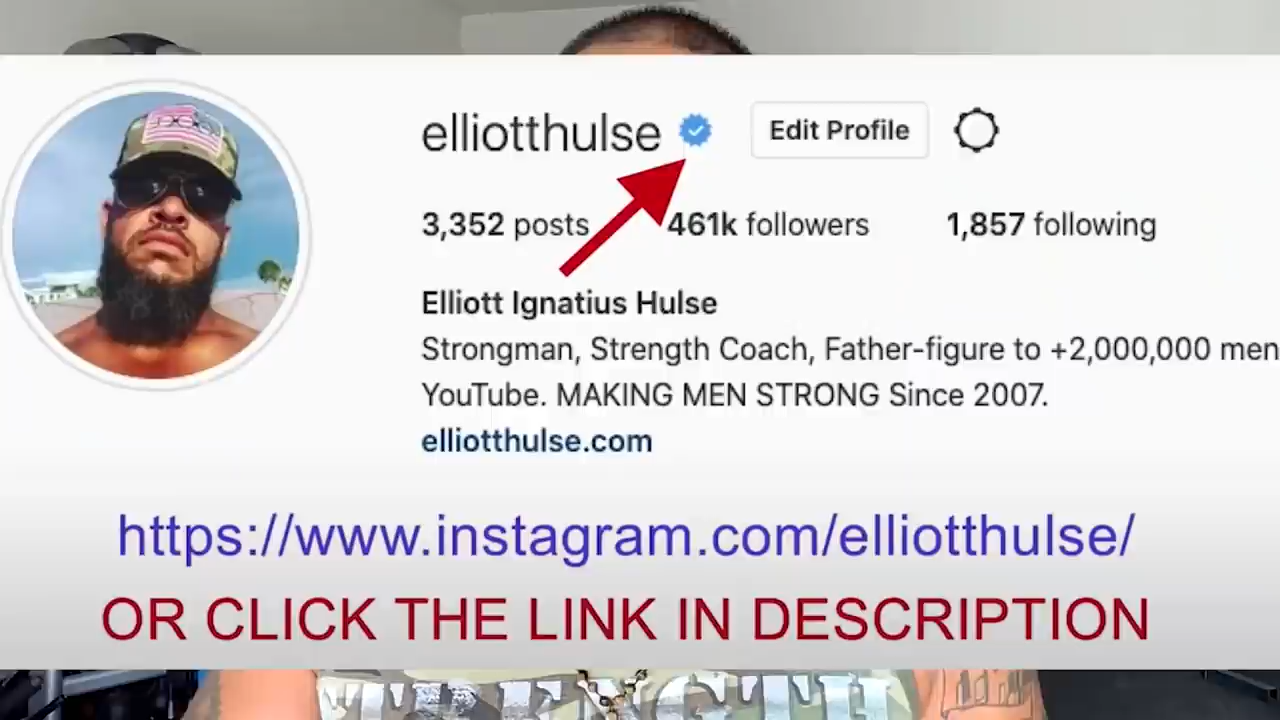 elliotthulse Edit Profile
3,352 posts 461k followers 1,857 following
Elliott Ignatius Hulse
Strongman, Strength Coach, Father-figure to +2,000,000 men
YouTube. MAKING MEN STRONG Since 2007.
elliotthulse.com
https://www.instagram.com/elliotthulse/
OR CLICK THE LINK IN DESCRIPTION